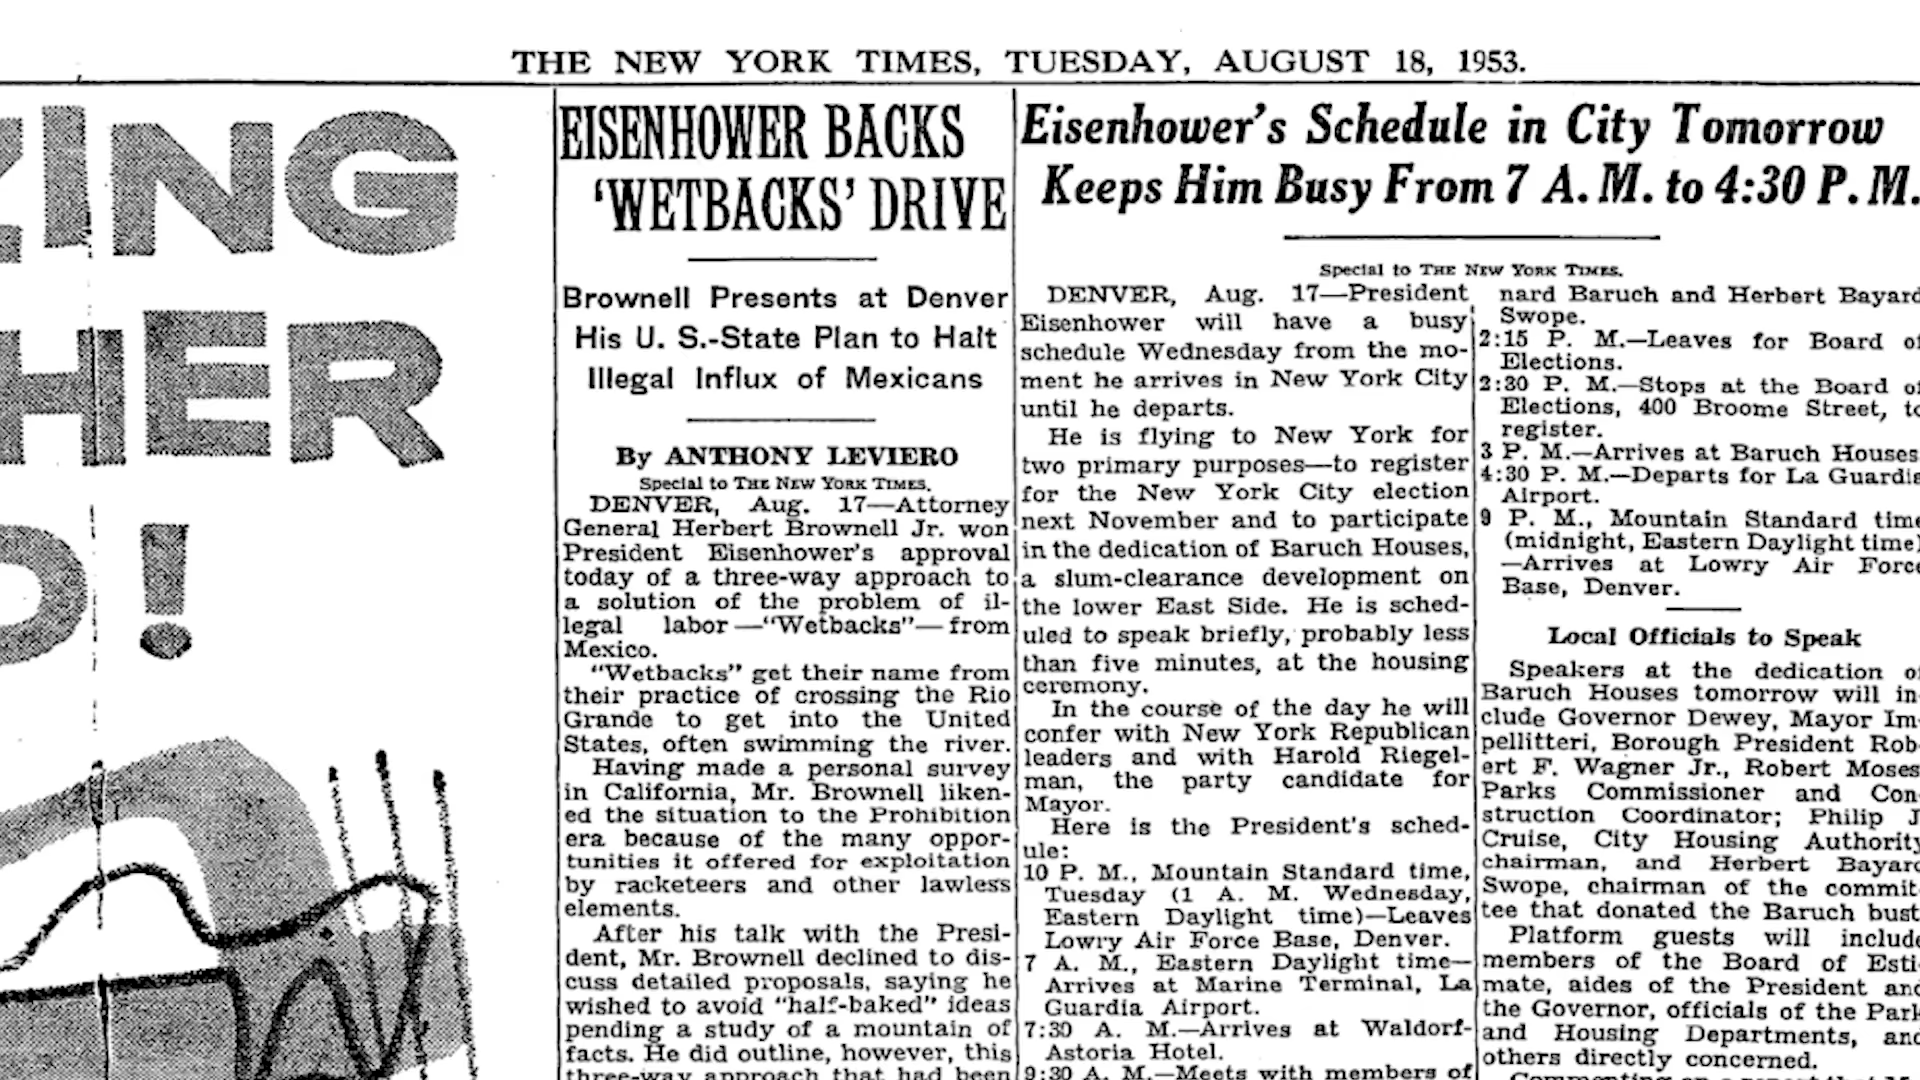 THE NEW YORK TIMES, TUESDAY, AUGUST 18, 1953.
ZING
HER
D!
EISENHOWER BACKS
'WETBACKS' DRIVE
Brownell Presents at Denver
His U. S.-State Plan to Halt
Illegal Influx of Mexicans
By ANTHONY LEVIERO
Special to THE NEW YORK TIMES.
DENVER, Aug. 17—Attorney
General Herbert Brownell Jr. won
President Eisenhower's approval
today of a three-way approach to
a solution of the problem of il-
legal labor—"Wetbacks"—from
Mexico.
"Wetbacks" get their name from
their practice of crossing the Rio
Grande to get into the United
States, often swimming the river.
Having made a personal survey
in California, Mr. Brownell liken-
ed the situation to the Prohibition
era because of the many oppor-
tunities it offered for exploitation
by racketeers and other lawless
elements.
After his talk with the Presi-
dent, Mr. Brownell declined to dis-
cuss detailed proposals, saying he
wished to avoid "half-baked" ideas
pending a study of a mountain of
facts. He did outline, however, this
three-way approach that had been
Eisenhower's Schedule in City Tomorrow
Keeps Him Busy From 7 A. M. to 4:30 P. M.
Special to THE NEW YORK TIMES.
DENVER, Aug. 17—President
Eisenhower will have a busy
schedule Wednesday from the mo-
ment he arrives in New York City
until he departs.
He is flying to New York for
two primary purposes—to register
for the New York City election
next November and to participate
in the dedication of Baruch Houses,
a slum-clearance development on
the lower East Side. He is sched-
uled to speak briefly, probably less
than five minutes, at the housing
ceremony.
In the course of the day he will
confer with New York Republican
leaders and with Harold Riegel-
man, the party candidate for
Mayor.
Here is the President's sched-
ule:
10 P. M., Mountain Standard time,
Tuesday (1 A. M. Wednesday,
Eastern Daylight time)—Leaves
Lowry Air Force Base, Denver.
7 A. M., Eastern Daylight time—
Arrives at Marine Terminal, La
Guardia Airport.
7:30 A. M.—Arrives at Waldorf-
Astoria Hotel.
9:30 A. M.—Meets with members of
nard Baruch and Herbert Bayard
Swope.
2:15 P. M.—Leaves for Board of
Elections.
2:30 P. M.—Stops at the Board of
Elections, 400 Broome Street, to
register.
3 P. M.—Arrives at Baruch Houses
4:30 P. M.—Departs for La Guardia
Airport.
9 P. M., Mountain Standard time
(midnight, Eastern Daylight time)
—Arrives at Lowry Air Force
Base, Denver.
Local Officials to Speak
Speakers at the dedication of
Baruch Houses tomorrow will in-
clude Governor Dewey, Mayor Im-
pellitteri, Borough President Rob-
ert F. Wagner Jr., Robert Moses
Parks Commissioner and Con-
struction Coordinator; Philip J
Cruise, City Housing Authority
chairman, and Herbert Bayard
Swope, chairman of the commit-
tee that donated the Baruch bust
Platform guests will include
members of the Board of Esti-
mate, aides of the President and
the Governor, officials of the Park
and Housing Departments, and
others directly concerned.